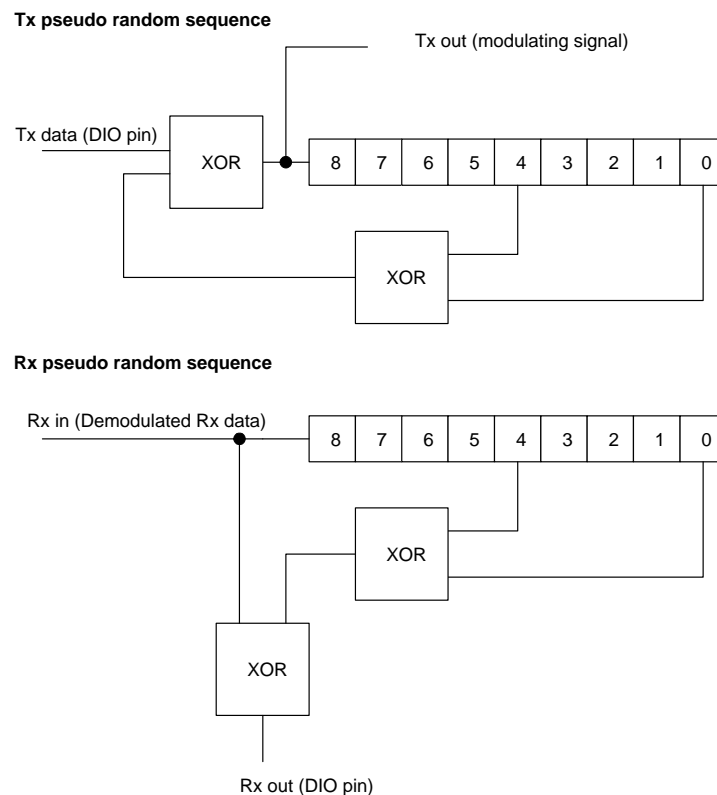 Tx pseudo random sequence
Tx out (modulating signal)
Tx data (DIO pin)
XOR
8 7 6 5 4 3 2 1 0
XOR
Rx pseudo random sequence
Rx in (Demodulated Rx data)
8 7 6 5 4 3 2 1 0
XOR
XOR
Rx out (DIO pin)